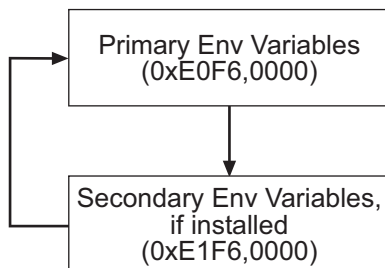 Primary Env Variables
(0xE0F6,0000)
Secondary Env Variables,
if installed
(0xE1F6,0000)